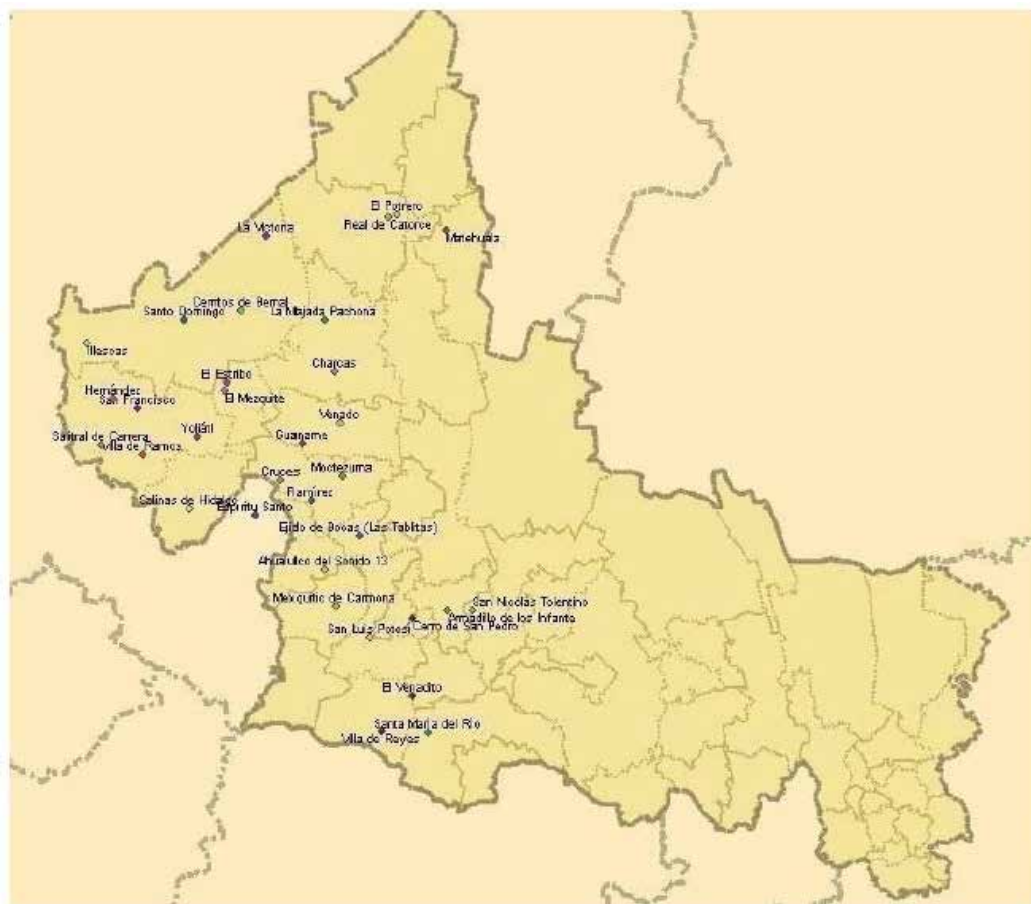 El Potrero
Real de Catorce
La Victoria
Matehuala
Cerritos de Bernal
Santo Domingo
La Majada Pachona
Illescas
Charcas
El Estribo
Hernández
El Mezquite
San Francisco
Venado
Yoliátl
Guaname
Salitral de Carrera
Villa de Ramos
Moctezuma
Cruces
Ramírez
Salinas de Hidalgo
Espíritu Santo
Ejido de Bocas (Las Tablitas)
Ahualulco del Sonido 13
Mexquitic de Carmona
San Nicolás Tolentino
Armadillo de los Infante
Cerro de San Pedro
San Luis Potosí
El Venadito
Santa María del Río
Villa de Reyes